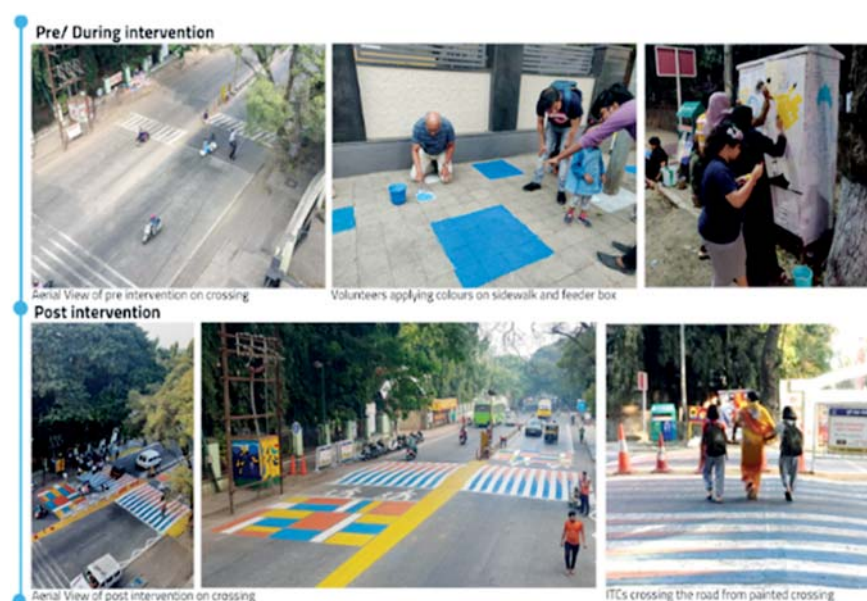 Pre/ During intervention
Aerial View of pre intervention on crossing
Volunteers applying colours on sidewalk and feeder box
Post intervention
Aerial View of post intervention on crossing
ITCs crossing the road from painted crossing